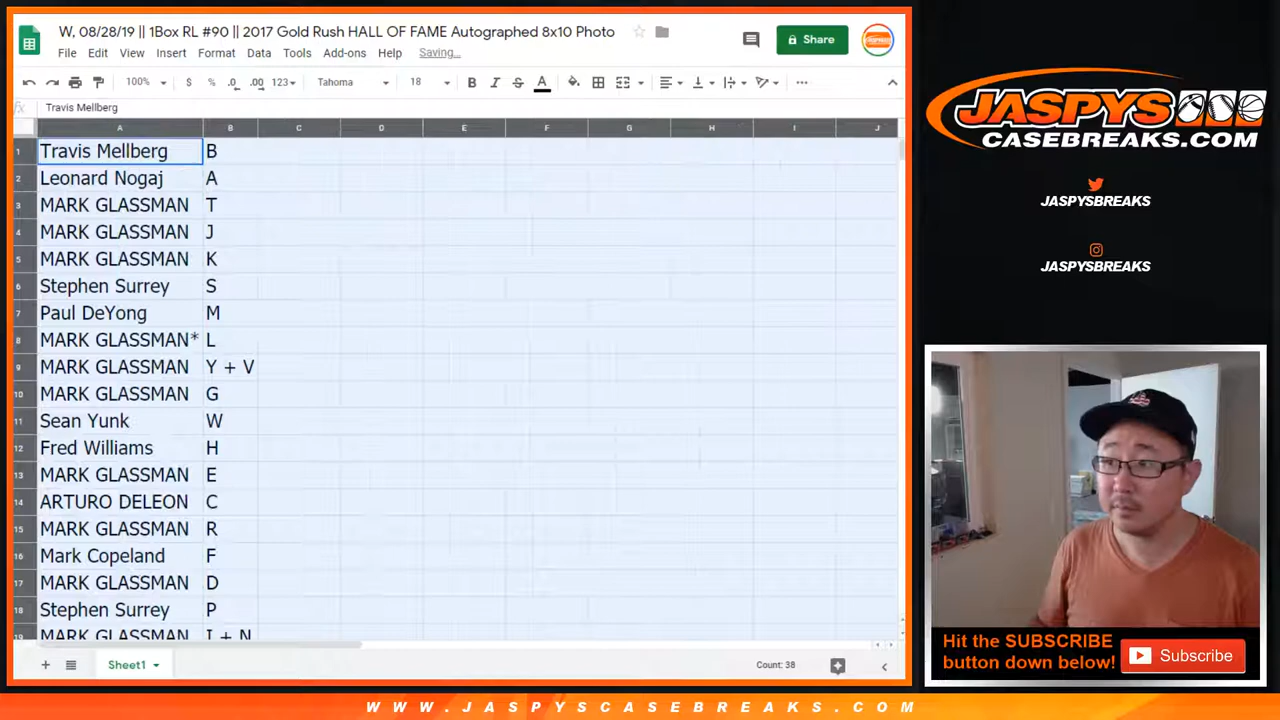 W, 08/28/19 || 1Box RL #90 || 2017 Gold Rush HALL OF FAME Autographed 8x10 Photo
File Edit View Insert Format Data Tools Add-ons Help Saving...
Share
100% $ % .0 .00 123 Tahoma 18 B I S A
fx Travis Mellberg
A B C D E F G H I J
1 Travis Mellberg B
2 Leonard Nogaj A
3 MARK GLASSMAN T
4 MARK GLASSMAN J
5 MARK GLASSMAN K
6 Stephen Surrey S
7 Paul DeYong M
8 MARK GLASSMAN* L
9 MARK GLASSMAN Y + V
10 MARK GLASSMAN G
11 Sean Yunk W
12 Fred Williams H
13 MARK GLASSMAN E
14 ARTURO DELEON C
15 MARK GLASSMAN R
16 Mark Copeland F
17 MARK GLASSMAN D
18 Stephen Surrey P
19 MARK GLASSMAN I + N
+ Sheet1 Count: 38
JASPYS
CASEBREAKS.COM
JASPYSBREAKS
JASPYSBREAKS
Hit the SUBSCRIBE
button down below!
Subscribe
WWW.JASPYSCASEBREAKS.COM